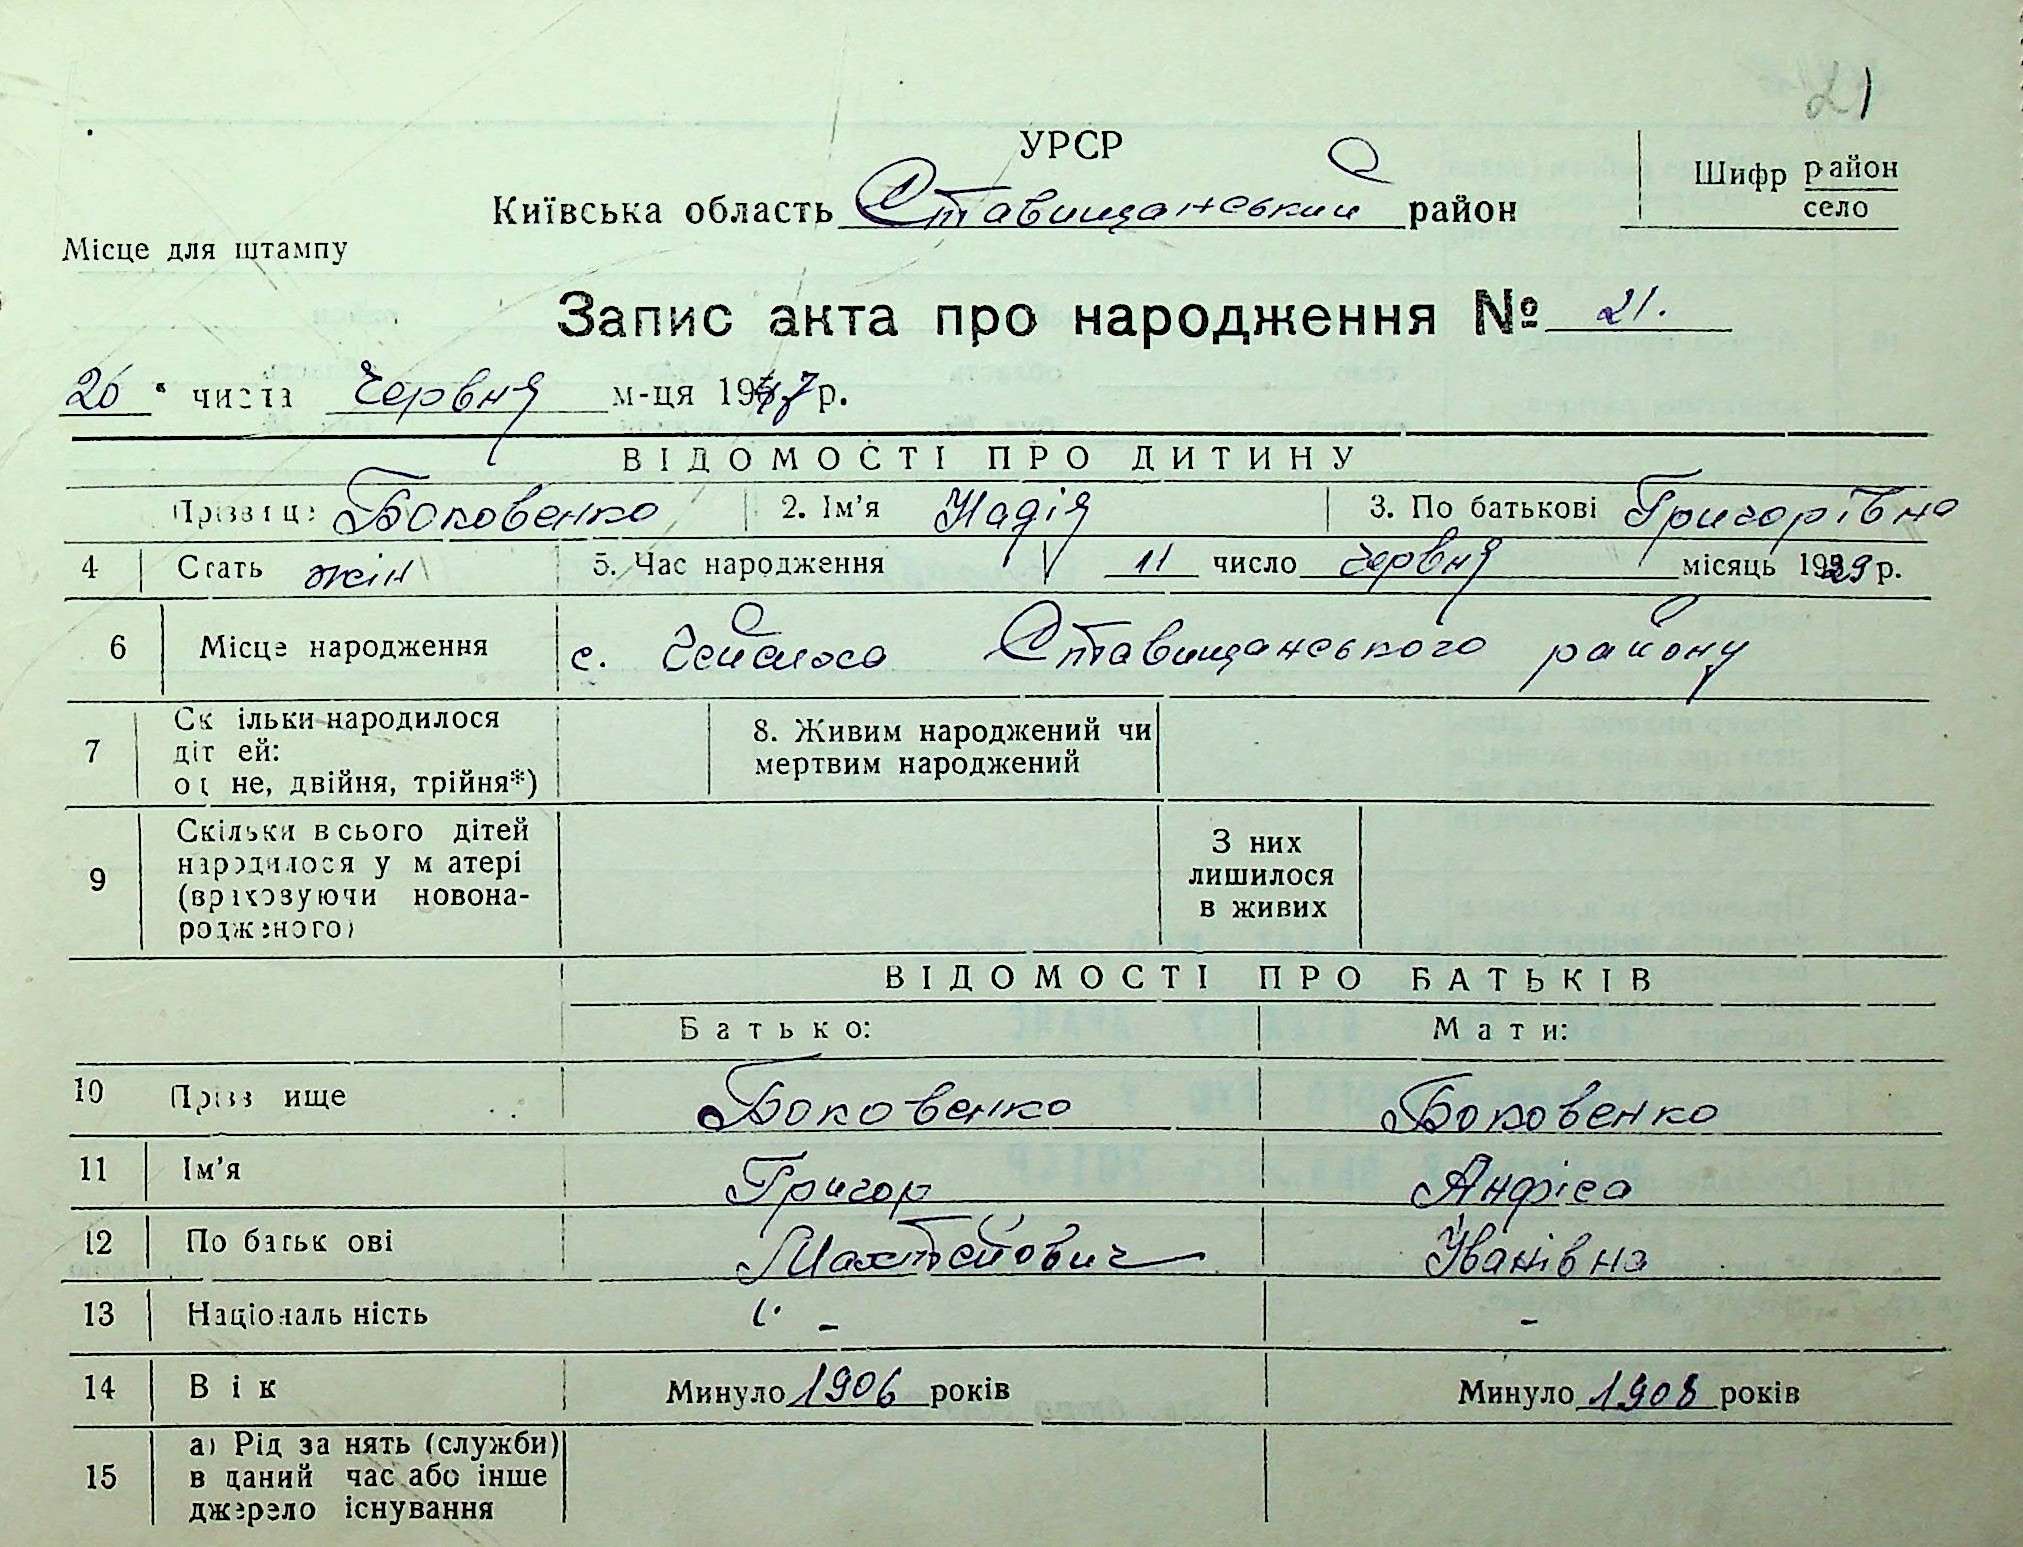 21
УРСР
Київська область Ставищанський район
Шифр район
село
Місце для штампу
Запис акта про народження № 21.
20 " числа червня м-ця 1947 р.
ВІДОМОСТІ ПРО ДИТИНУ
Прізвище Боковенко 2. Ім'я Надія 3. По батькові Григорівна
4 Стать жін 5. Час народження 11 число червня місяць 1929 р.
6 Місце народження с. Ставищанського району
7 Скільки народилося дітей: одне, двійня, трійня*)
8. Живим народжений чи мертвим народжений
9 Скільки всього дітей народилося у матері (враховуючи новонародженого)
З них лишилося в живих
ВІДОМОСТІ ПРО БАТЬКІВ
Батько: Мати:
10 Прізвище Боковенко Боковенко
11 Ім'я Григор Анфіса
12 По батькові Іванівна
13 Національність - -
14 Вік Минуло 1906 років Минуло 1908 років
15 а) Рід занять (служби) в даний час або інше джерело існування